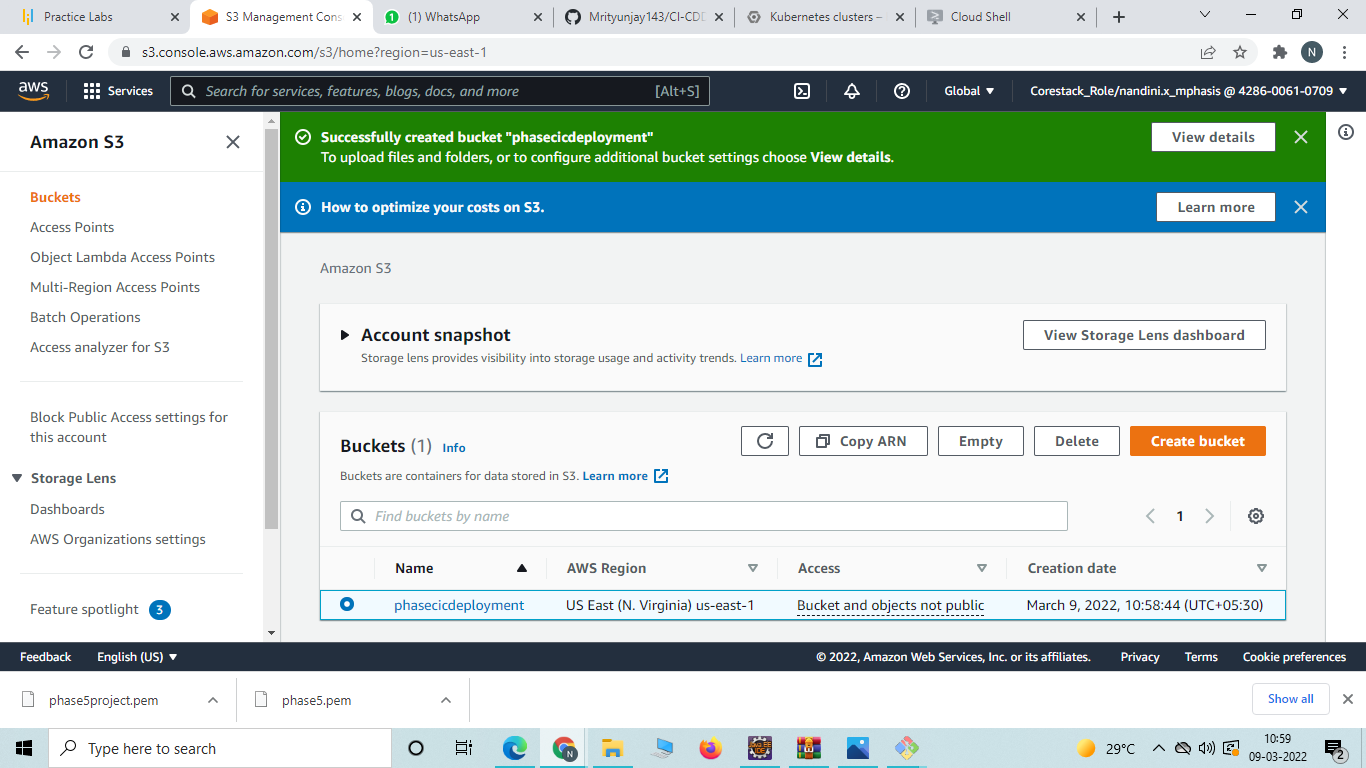 Practice Labs
S3 Management Cons
(1) WhatsApp
Mrityunjay143/CI-CDD
Kubernetes clusters –
Cloud Shell
s3.console.aws.amazon.com/s3/home?region=us-east-1
N
aws
Services
Search for services, features, blogs, docs, and more
[Alt+S]
Global
Corestack_Role/nandini.x_mphasis @ 4286-0061-0709
Amazon S3
Buckets
Access Points
Object Lambda Access Points
Multi-Region Access Points
Batch Operations
Access analyzer for S3
Block Public Access settings for
this account
Storage Lens
Dashboards
AWS Organizations settings
Feature spotlight 3
Successfully created bucket "phasecicdeployment"
To upload files and folders, or to configure additional bucket settings choose View details.
View details
How to optimize your costs on S3.
Learn more
Amazon S3
Account snapshot
Storage lens provides visibility into storage usage and activity trends. Learn more
View Storage Lens dashboard
Buckets (1) Info
Buckets are containers for data stored in S3. Learn more
Copy ARN
Empty
Delete
Create bucket
Find buckets by name
1
Name AWS Region Access Creation date
phasecicdeployment US East (N. Virginia) us-east-1 Bucket and objects not public March 9, 2022, 10:58:44 (UTC+05:30)
Feedback English (US)
© 2022, Amazon Web Services, Inc. or its affiliates. Privacy Terms Cookie preferences
phase5project.pem
phase5.pem
Show all
Type here to search
29°C
10:59
09-03-2022
2